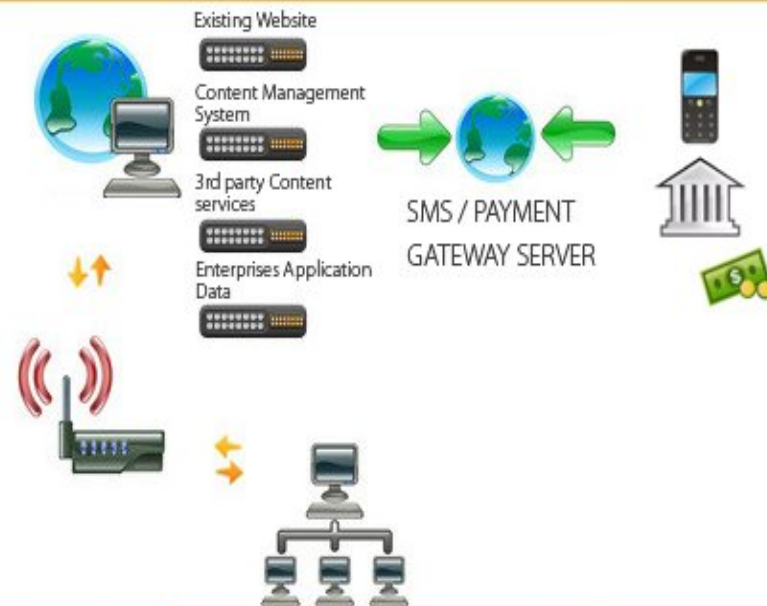 Existing Website
Content Management
System
3rd party Content
services
Enterprises Application
Data
SMS / PAYMENT
GATEWAY SERVER